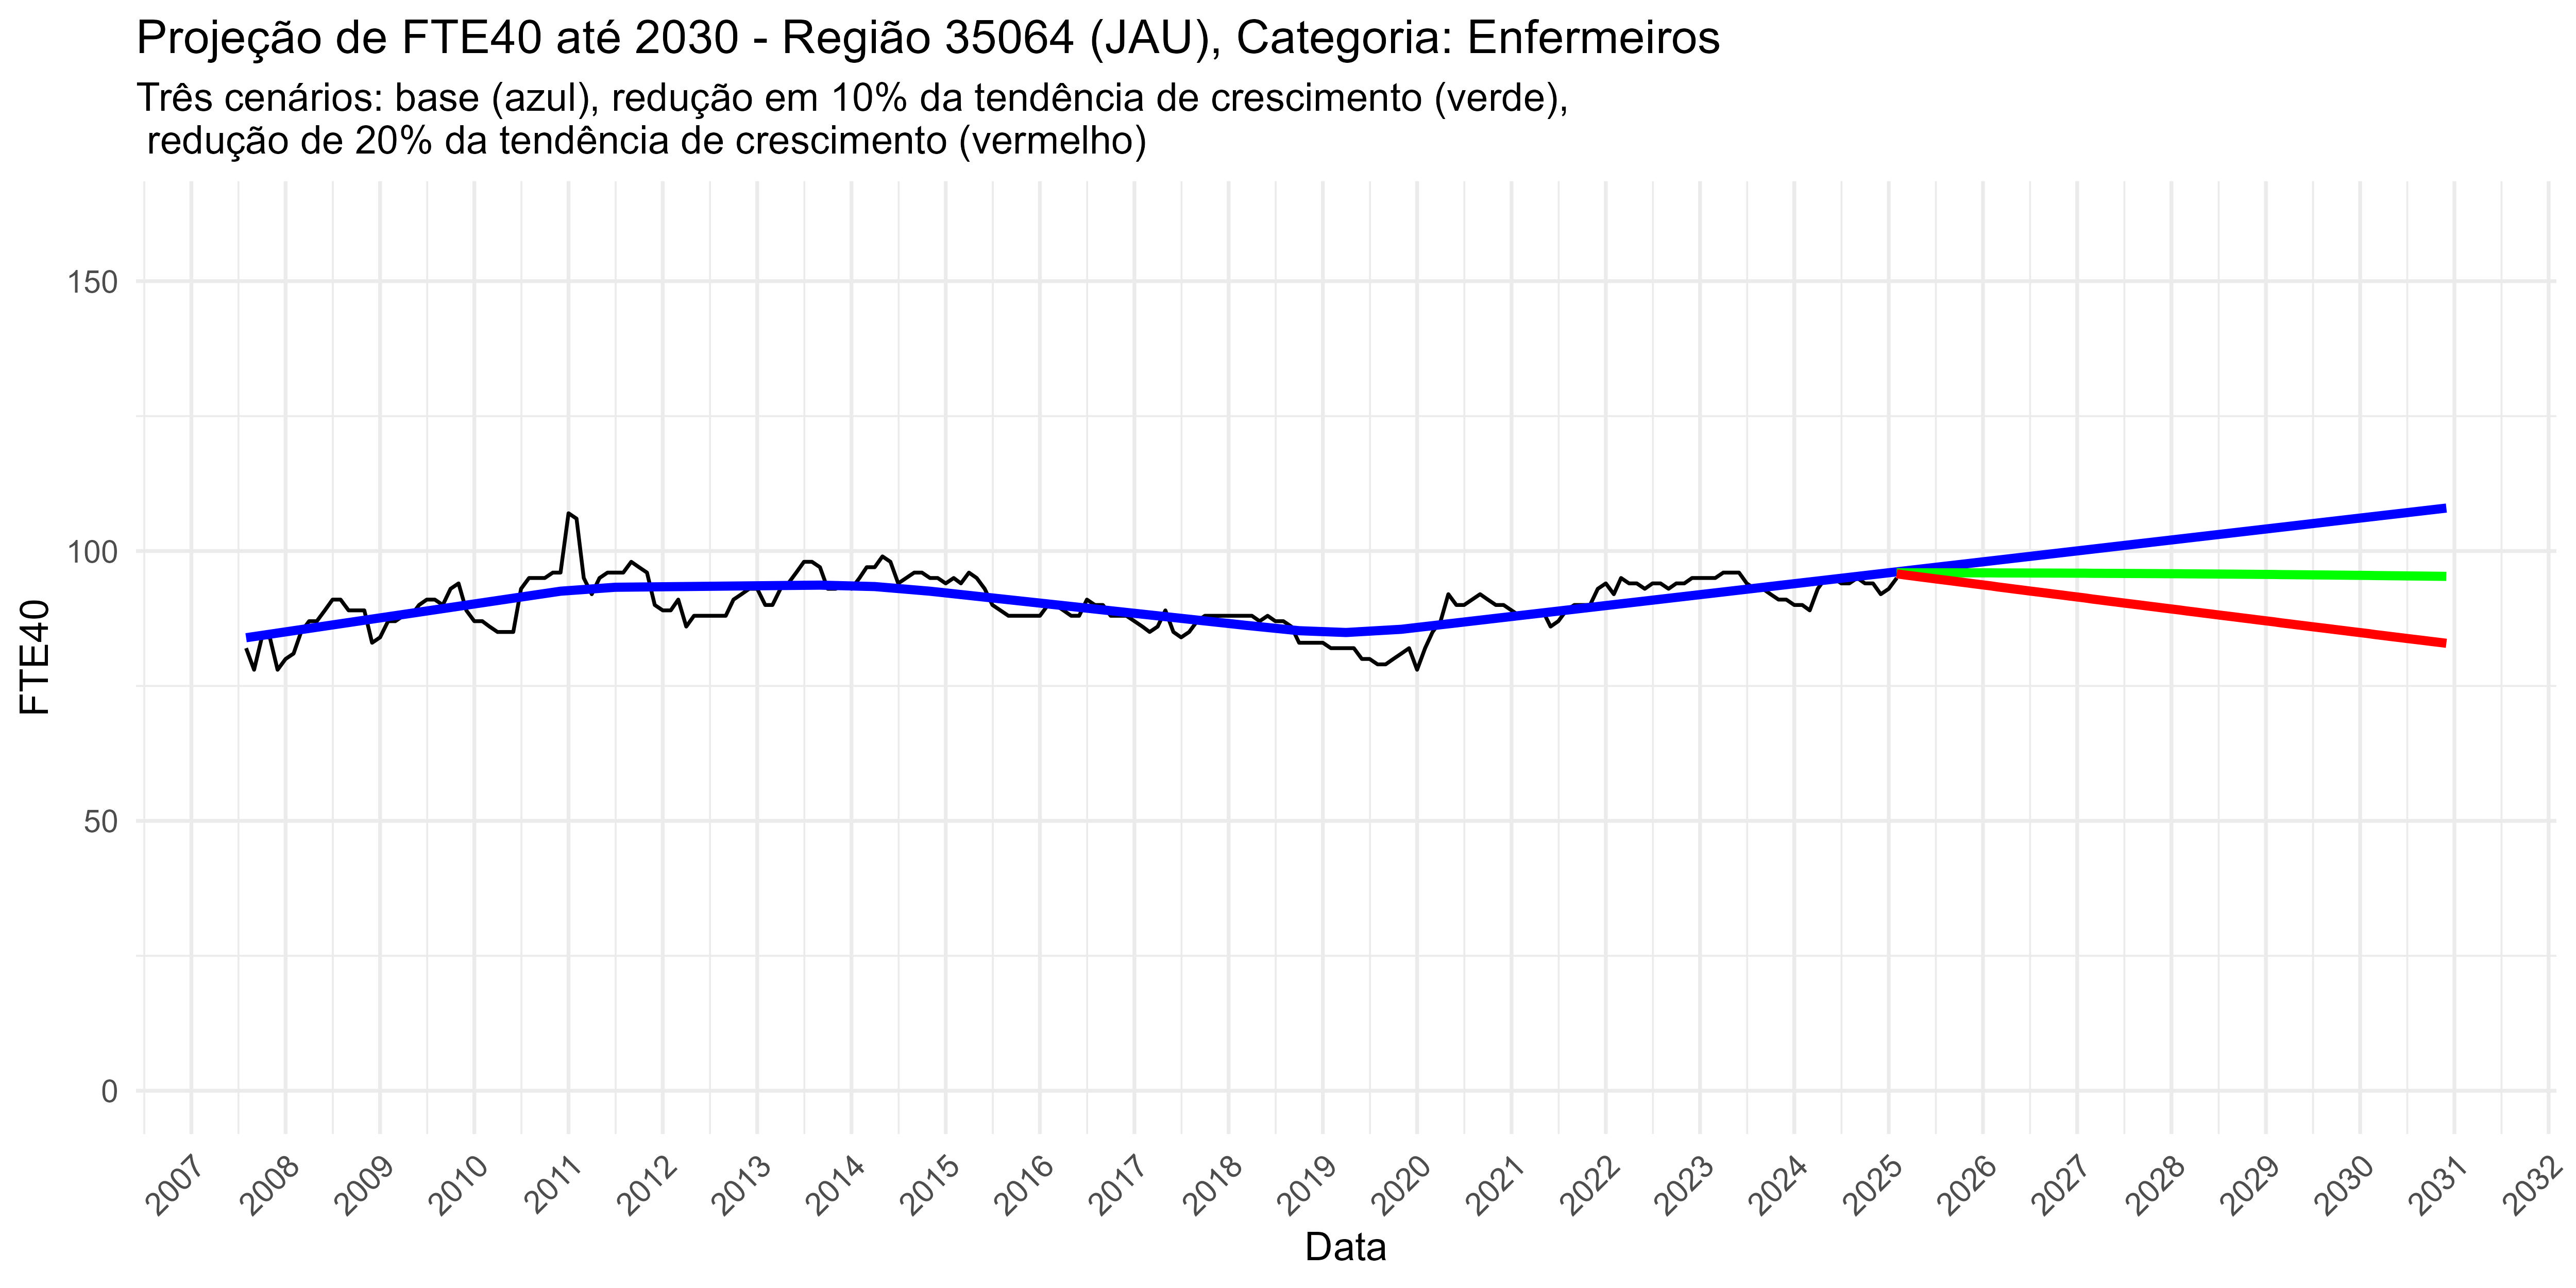 Projeção de FTE40 até 2030 - Região 35064 (JAU), Categoria: Enfermeiros
Três cenários: base (azul), redução em 10% da tendência de crescimento (verde),
redução de 20% da tendência de crescimento (vermelho)
150
100
50
0
FTE40
2007 2008 2009 2010 2011 2012 2013 2014 2015 2016 2017 2018 2019 2020 2021 2022 2023 2024 2025 2026 2027 2028 2029 2030 2031 2032
Data